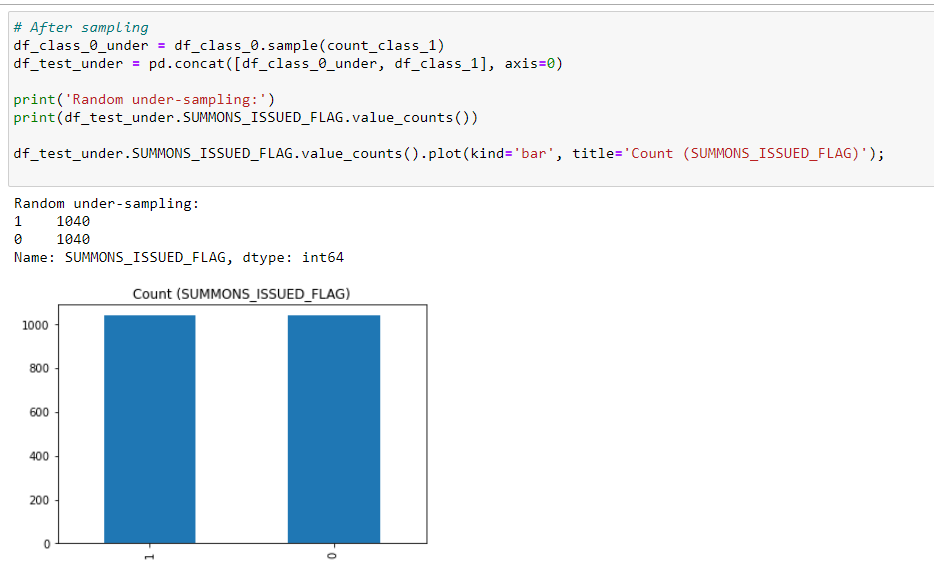 # After sampling
df_class_0_under = df_class_0.sample(count_class_1)
df_test_under = pd.concat([df_class_0_under, df_class_1], axis=0)
print('Random under-sampling:')
print(df_test_under.SUMMONS_ISSUED_FLAG.value_counts())
df_test_under.SUMMONS_ISSUED_FLAG.value_counts().plot(kind='bar', title='Count (SUMMONS_ISSUED_FLAG)');
Random under-sampling:
1    1040
0    1040
Name: SUMMONS_ISSUED_FLAG, dtype: int64
Count (SUMMONS_ISSUED_FLAG)
1000
800
600
400
200
0
1 0